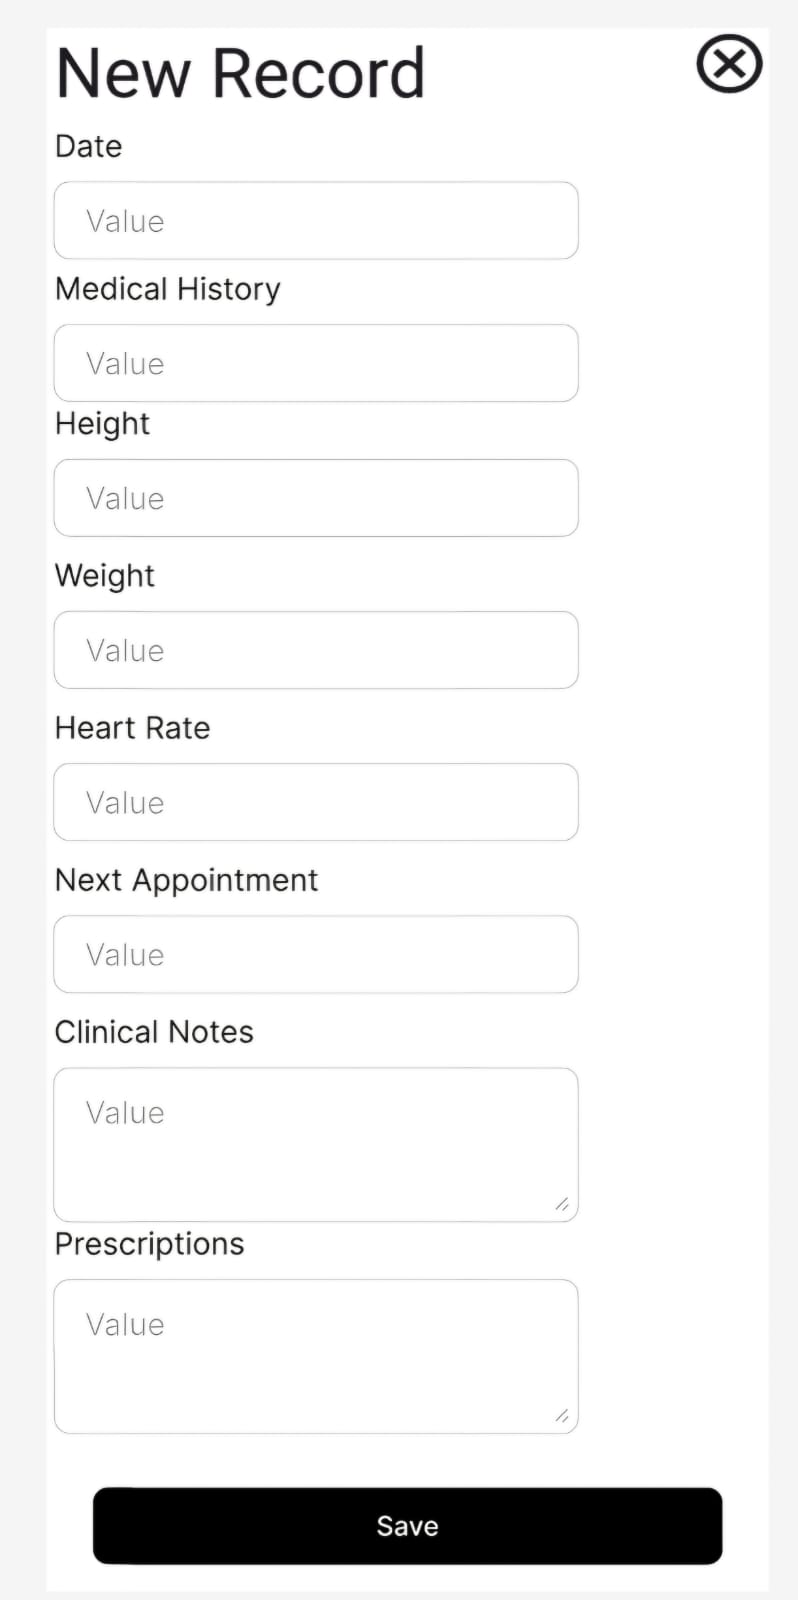 New Record
Date
Value
Medical History
Value
Height
Value
Weight
Value
Heart Rate
Value
Next Appointment
Value
Clinical Notes
Value
Prescriptions
Value
Save